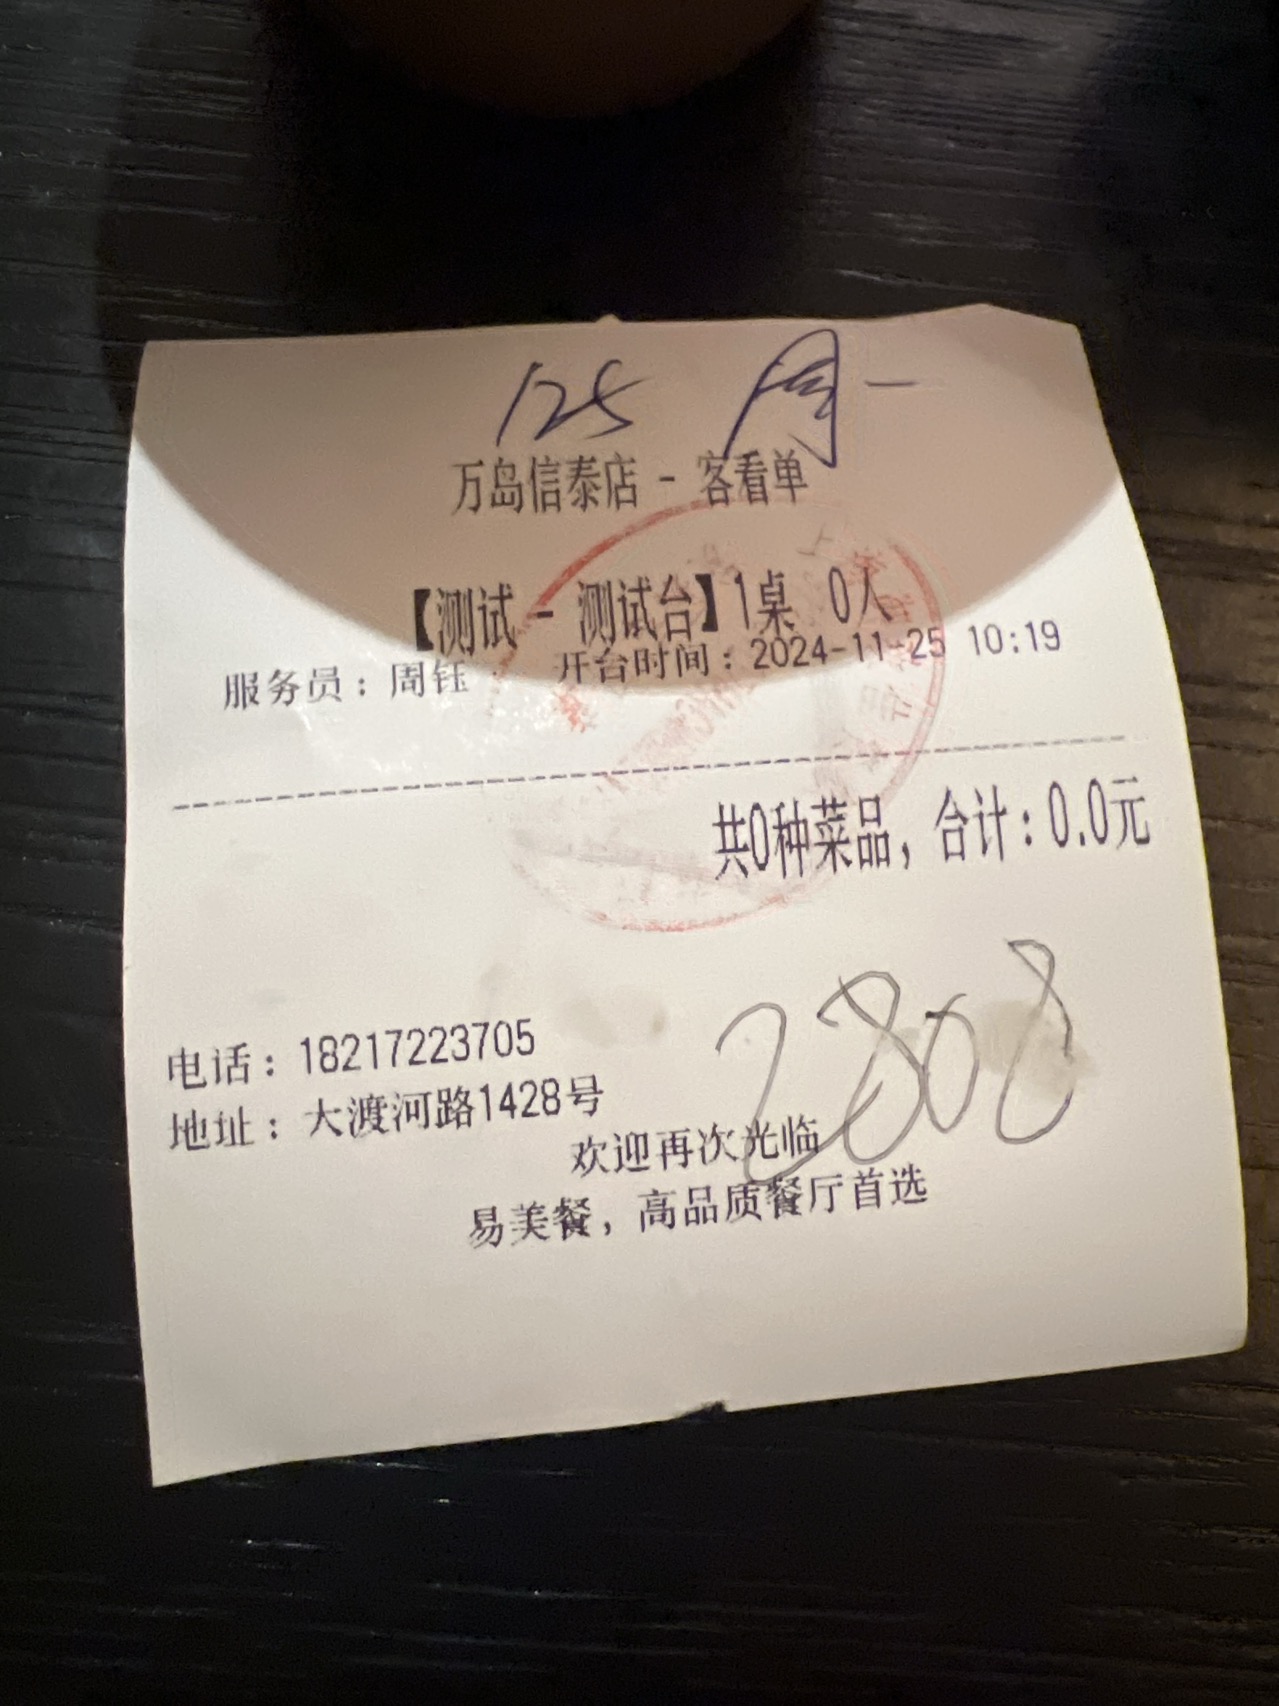 125 周一
万岛信泰店 - 客看单
【测试 - 测试台】1桌 0人
服务员：周钰 开台时间：2024-11-25 10:19
共0种菜品，合计：0.0元
2808
电话：18217223705
地址：大渡河路1428号
欢迎再次光临
易美餐，高品质餐厅首选